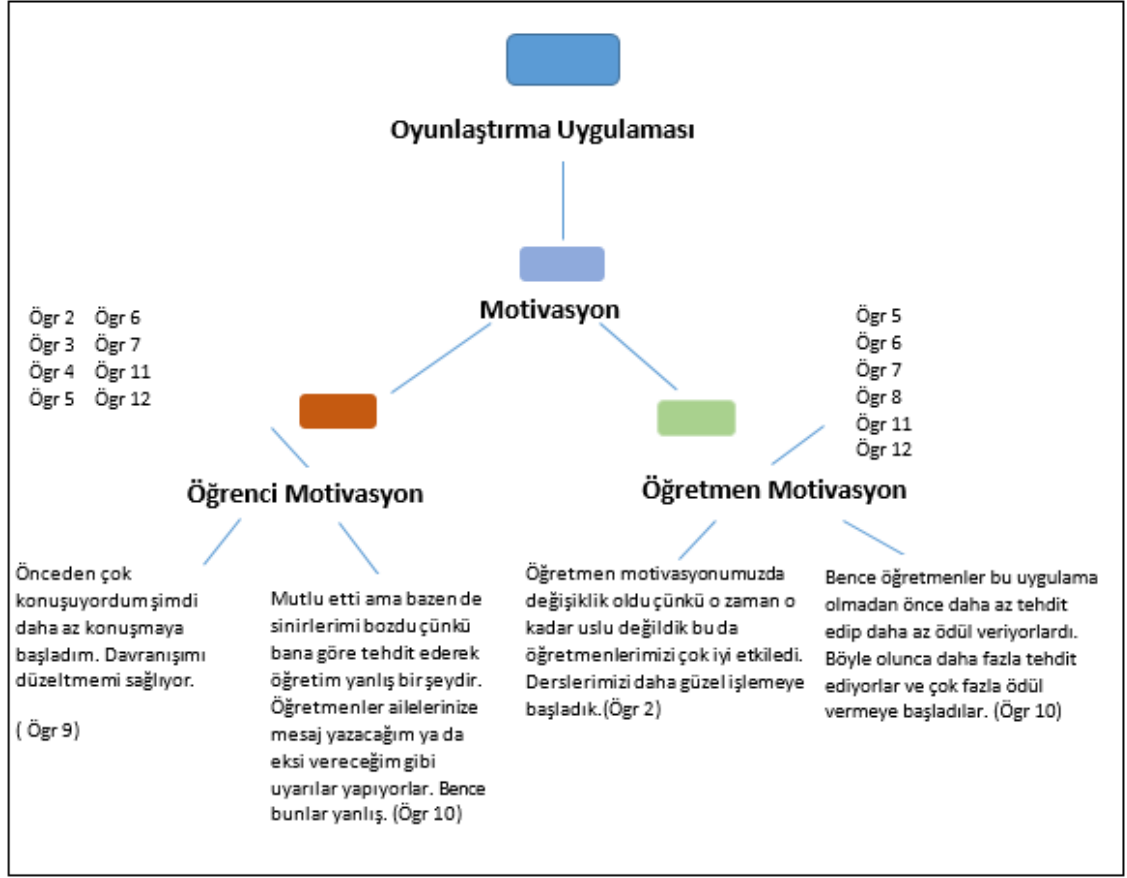 Oyunlaştırma Uygulaması
Motivasyon
Ögr 2 Ögr 6
Ögr 3 Ögr 7
Ögr 4 Ögr 11
Ögr 5 Ögr 12
Ögr 5
Ögr 6
Ögr 7
Ögr 8
Ögr 11
Ögr 12
Öğrenci Motivasyon
Öğretmen Motivasyon
Önceden çok
konuşuyordum şimdi
daha az konuşmaya
başladım. Davranışımı
düzeltmemi sağlıyor.
( Ögr 9)
Mutlu etti ama bazen de
sinirlerimi bozdu çünkü
bana göre tehdit ederek
öğretim yanlış bir şeydir.
Öğretmenler ailelerinize
mesaj yazacağım ya da
eksi vereceğim gibi
uyarılar yapıyorlar. Bence
bunlar yanlış. (Ögr 10)
Öğretmen motivasyonumuzda
değişiklik oldu çünkü o zaman o
kadar uslu değildik bu da
öğretmenlerimizi çok iyi etkiledi.
Derslerimizi daha güzel işlemeye
başladık.(Ögr 2)
Bence öğretmenler bu uygulama
olmadan önce daha az tehdit
edip daha az ödül veriyorlardı.
Böyle olunca daha fazla tehdit
ediyorlar ve çok fazla ödül
vermeye başladılar. (Ögr 10)